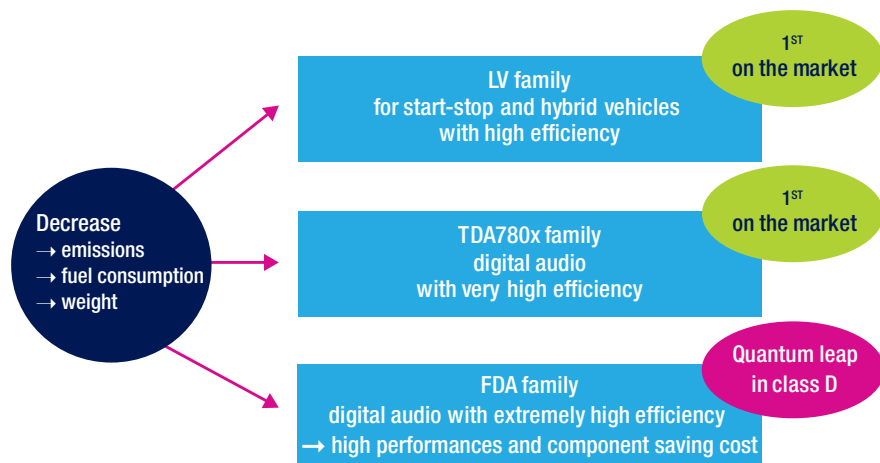 Decrease
→ emissions
→ fuel consumption
→ weight
LV family
for start-stop and hybrid vehicles
with high efficiency
1ST
on the market
TDA780x family
digital audio
with very high efficiency
1ST
on the market
FDA family
digital audio with extremely high efficiency
→ high performances and component saving cost
Quantum leap
in class D